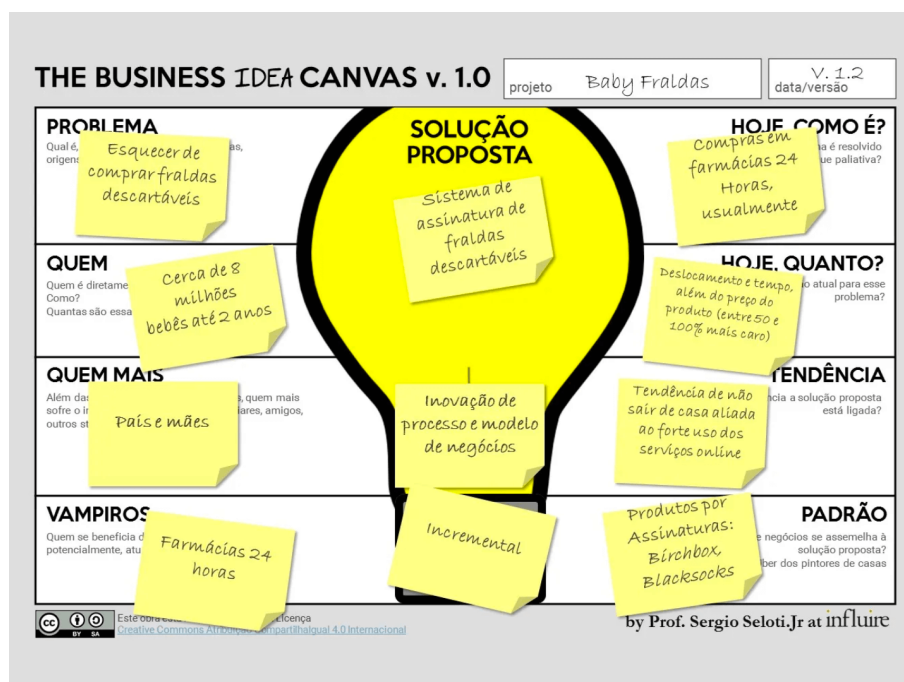 THE BUSINESS IDEA CANVAS v. 1.0
projeto Baby Fraldas
V. 1.2
data/versão
PROBLEMA
Qual é,
as,
origens
Esquecer de
comprar fraldas
descartáveis
SOLUÇÃO
PROPOSTA
Sistema de
assinatura de
fraldas
descartáveis
HOJE, COMO É?
a é resolvido
ue paliativa?
Compras em
farmácias 24
Horas,
usualmente
QUEM
Quem é diretame
Como?
Quantas são essa
Cerca de 8
milhões
bebês até 2 anos
HOJE, QUANTO?
o atual para esse
problema?
Deslocamento e tempo,
além do preço do
produto (entre 50 e
100% mais caro)
QUEM MAIS
Além das
s, quem mais
sofre o i
iares, amigos,
outros st
Pais e mães
Inovação de
processo e modelo
de negócios
TENDÊNCIA
ncia a solução proposta
está ligada?
Tendência de não
sair de casa aliada
ao forte uso dos
serviços online
VAMPIROS
Quem se beneficia d
potencialmente, atu
Farmácias 24
horas
Incremental
PADRÃO
e negócios se assemelha à
solução proposta?
ber dos pintores de casas
Produtos por
Assinaturas:
Birchbox,
Blacksocks
cc BY SA
Este obra está Licença
Creative Commons Atribuição CompartilhaIgual 4.0 Internacional
by Prof. Sergio Seloti.Jr at influire